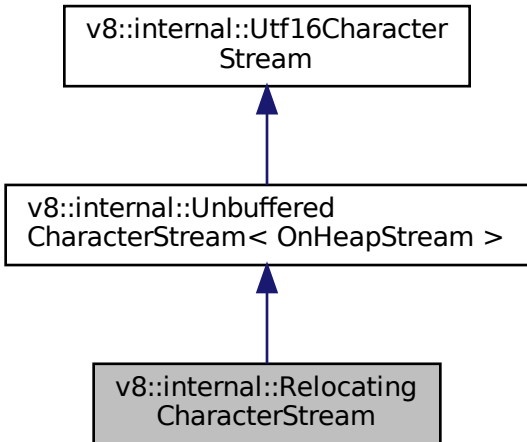 v8::internal::Utf16Character
Stream
v8::internal::Unbuffered
CharacterStream< OnHeapStream >
v8::internal::Relocating
CharacterStream